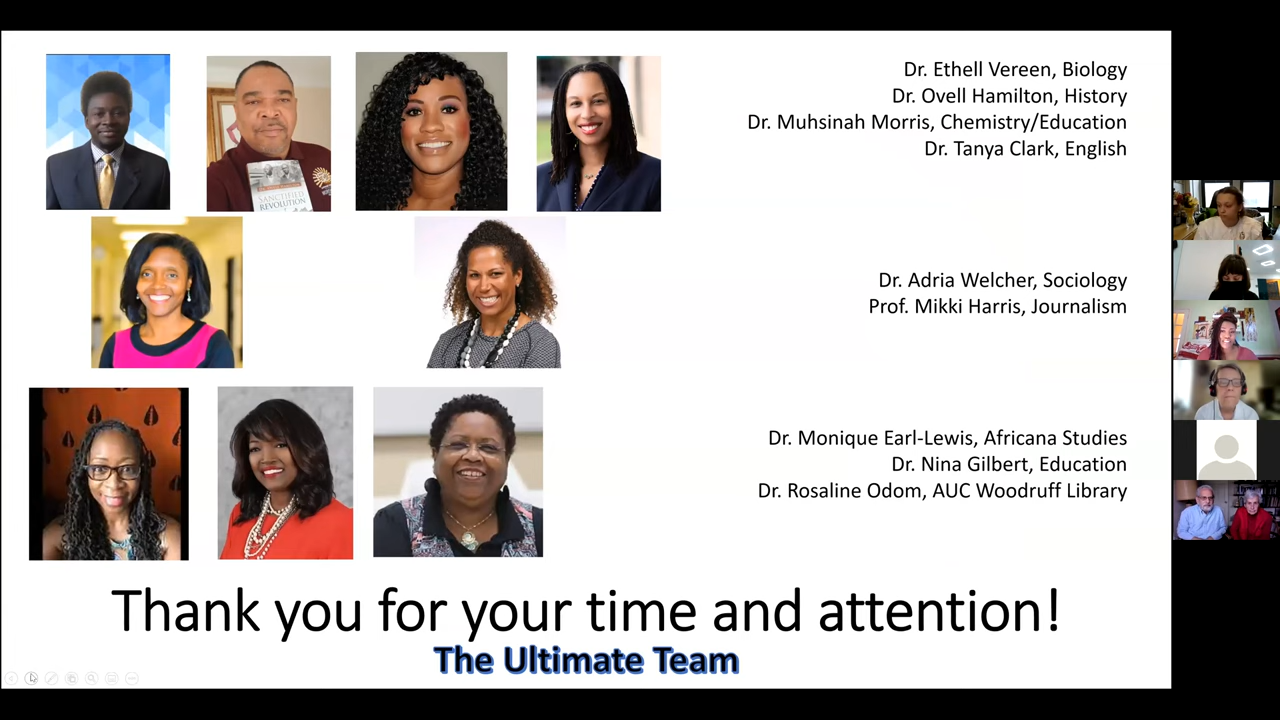 Dr. Ethell Vereen, Biology
Dr. Ovell Hamilton, History
Dr. Muhsinah Morris, Chemistry/Education
Dr. Tanya Clark, English
SANCTIFIED
REVOLUTION
Dr. Adria Welcher, Sociology
Prof. Mikki Harris, Journalism
Dr. Monique Earl-Lewis, Africana Studies
Dr. Nina Gilbert, Education
Dr. Rosaline Odom, AUC Woodruff Library
Thank you for your time and attention!
The Ultimate Team